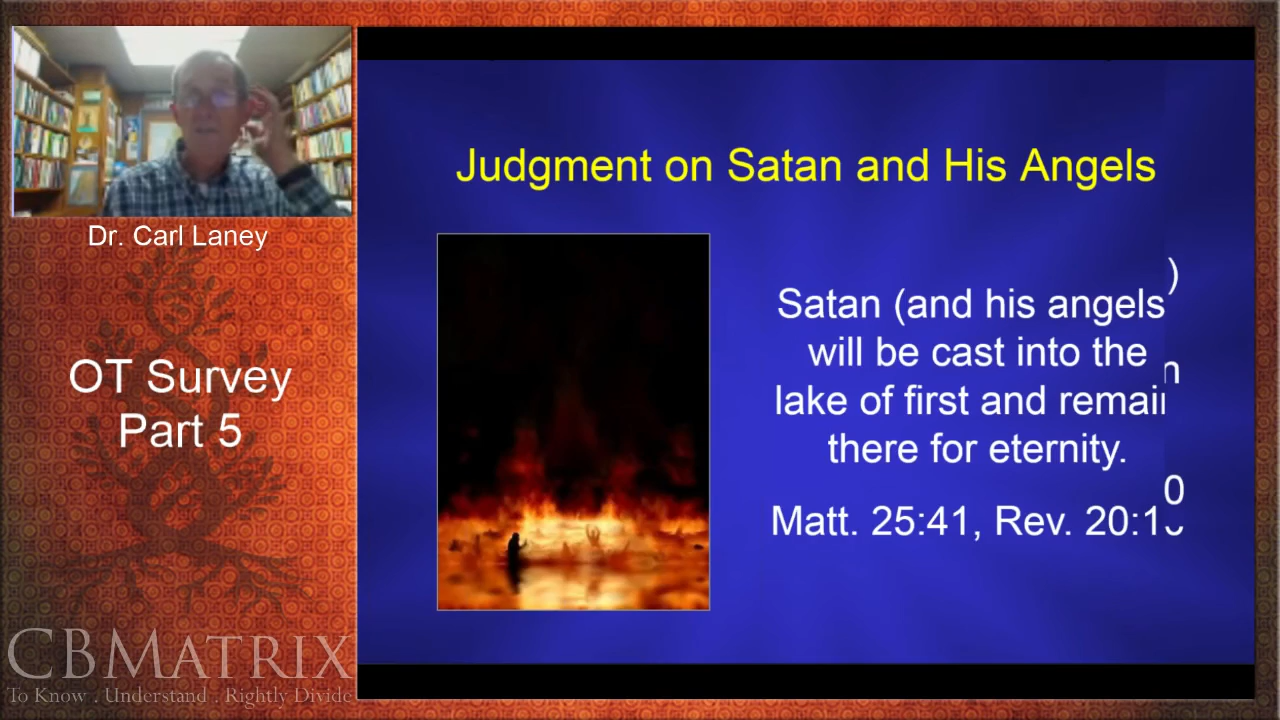 Dr. Carl Laney
OT Survey
Part 5
CBMATRIX
To Know . Understand . Rightly Divide
Judgment on Satan and His Angels
Satan (and his angels)
will be cast into the
lake of first and remain
there for eternity.
Matt. 25:41, Rev. 20:10